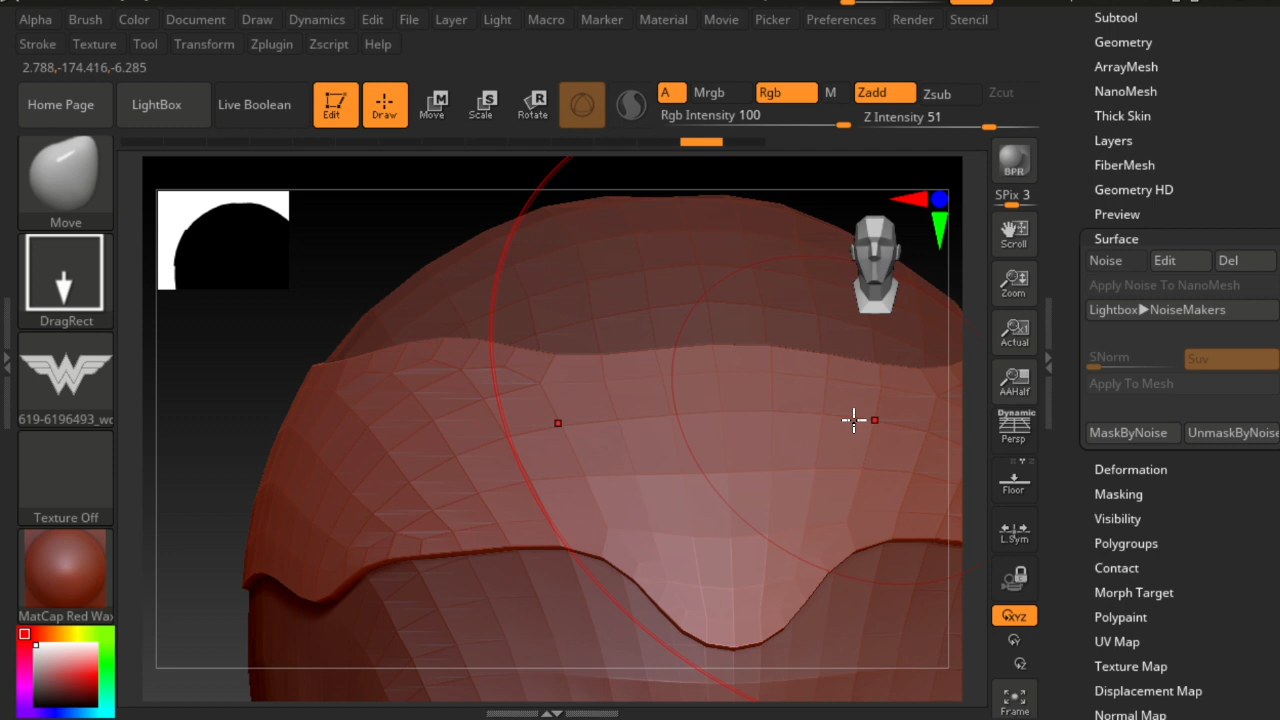 Alpha Brush Color Document Draw Dynamics Edit File Layer Light Macro Marker Material Movie Picker Preferences Render Stencil
Stroke Texture Tool Transform Zplugin Zscript Help
2.788,-174.416,-6.285
Home Page LightBox Live Boolean Edit Draw Move Scale Rotate
A Mrgb Rgb M Zadd Zsub Zcut
Rgb Intensity 100 Z Intensity 51
Move
DragRect
619-6196493_wc
Texture Off
MatCap Red Wax
BPR
SPix 3
Scroll
Zoom
Actual
AAHalf
Dynamic
Persp
Floor
L.Sym
XYZ
Y
Z
Frame
Subtool
Geometry
ArrayMesh
NanoMesh
Thick Skin
Layers
FiberMesh
Geometry HD
Preview
Surface
Noise Edit Del
Apply Noise To NanoMesh
Lightbox▶NoiseMakers
SNorm Suv
Apply To Mesh
MaskByNoise UnmaskByNoise
Deformation
Masking
Visibility
Polygroups
Contact
Morph Target
Polypaint
UV Map
Texture Map
Displacement Map
Normal Map